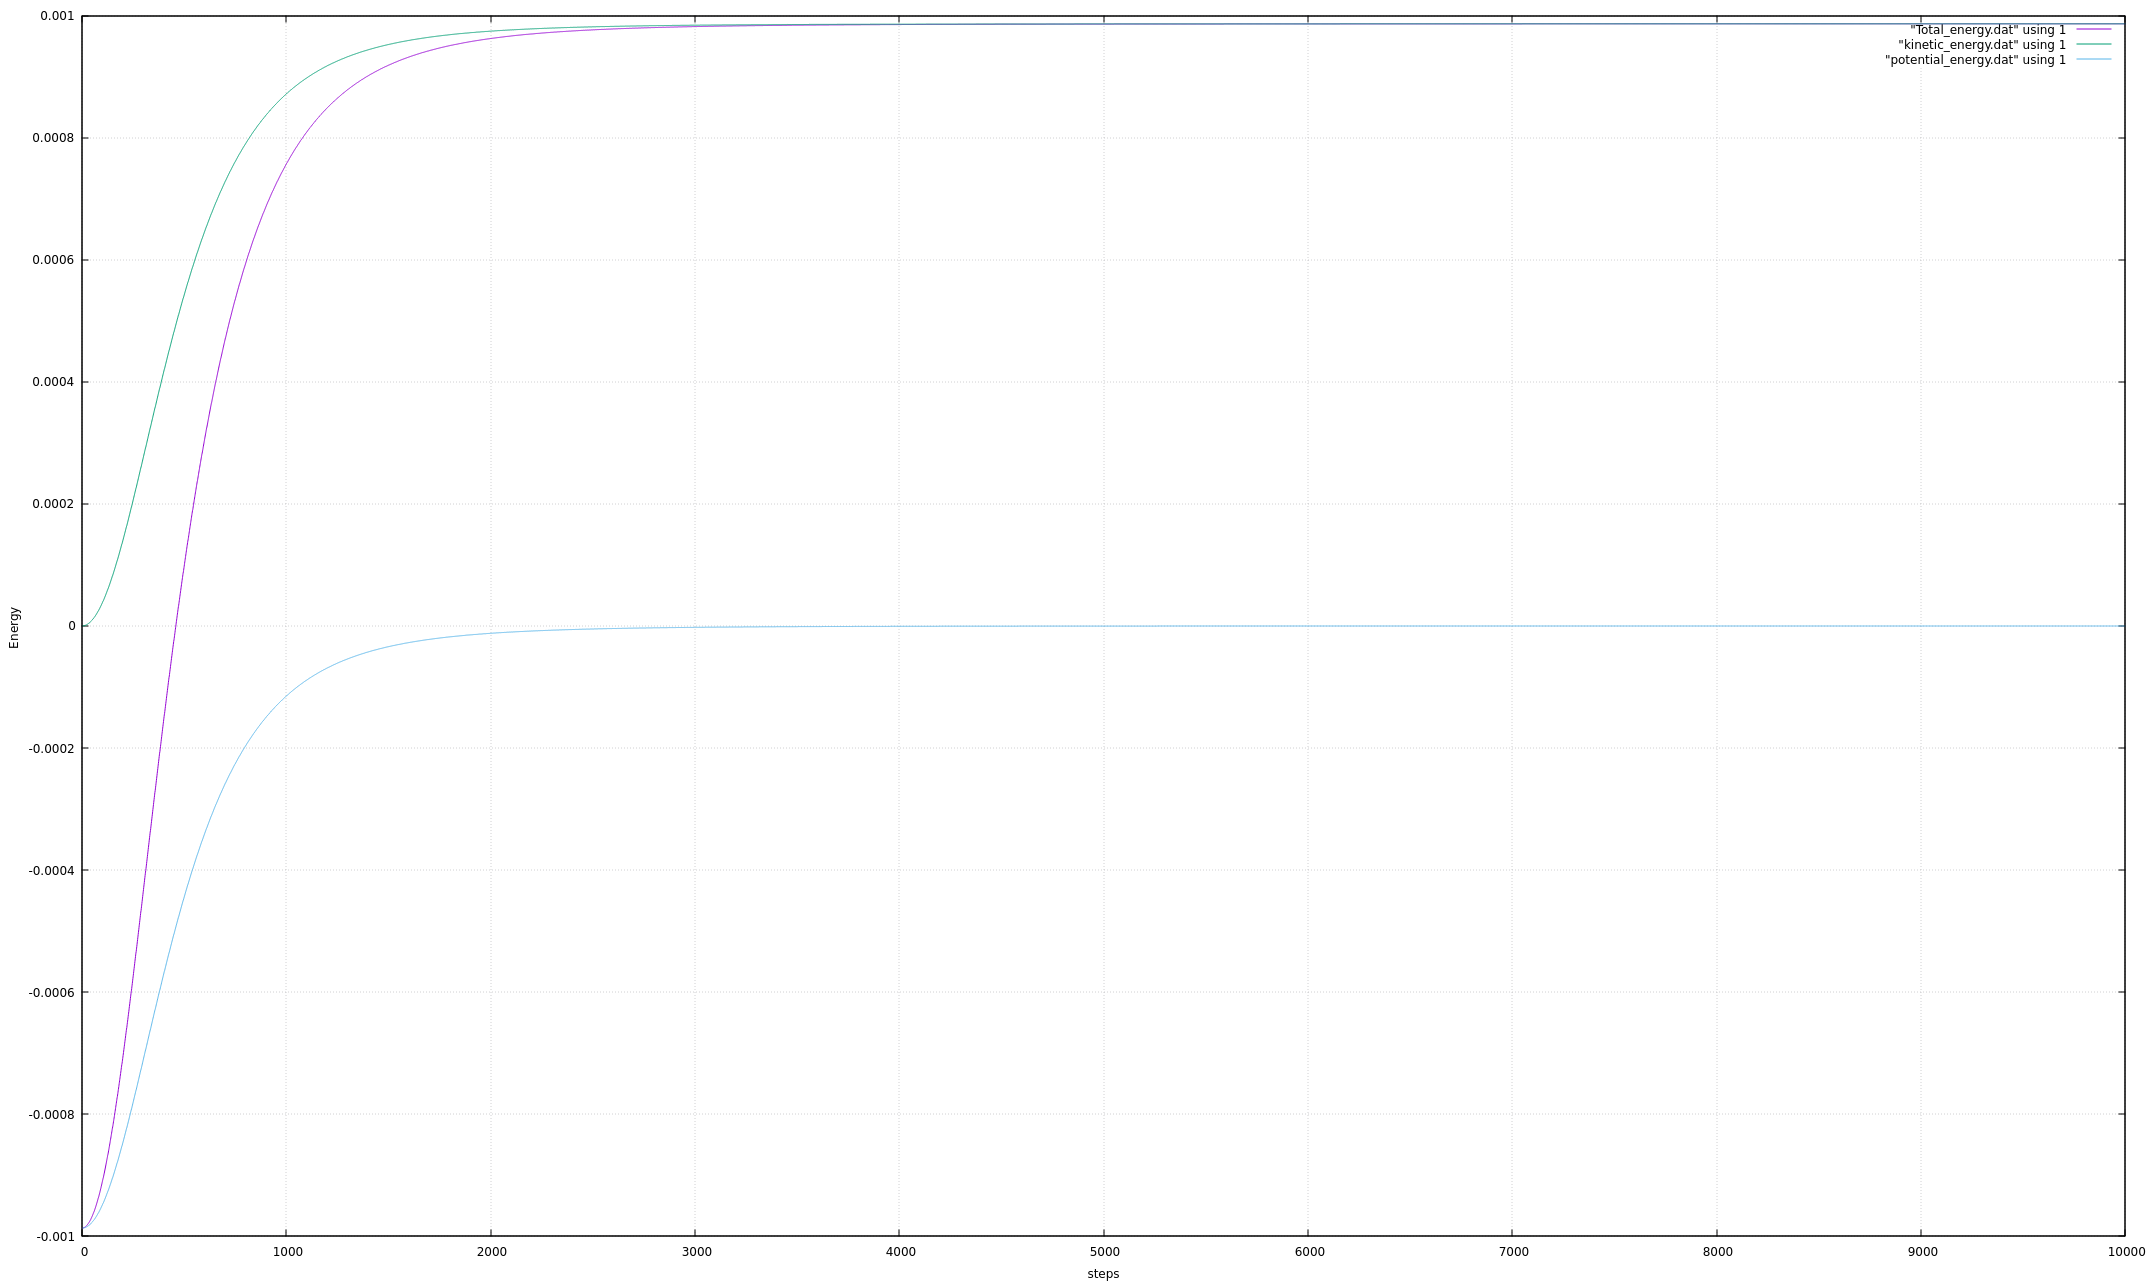 0.001
0.0008
0.0006
0.0004
0.0002
0
-0.0002
-0.0004
-0.0006
-0.0008
-0.001
Energy
"Total_energy.dat" using 1
"kinetic_energy.dat" using 1
"potential_energy.dat" using 1
0 1000 2000 3000 4000 5000 6000 7000 8000 9000 10000
steps